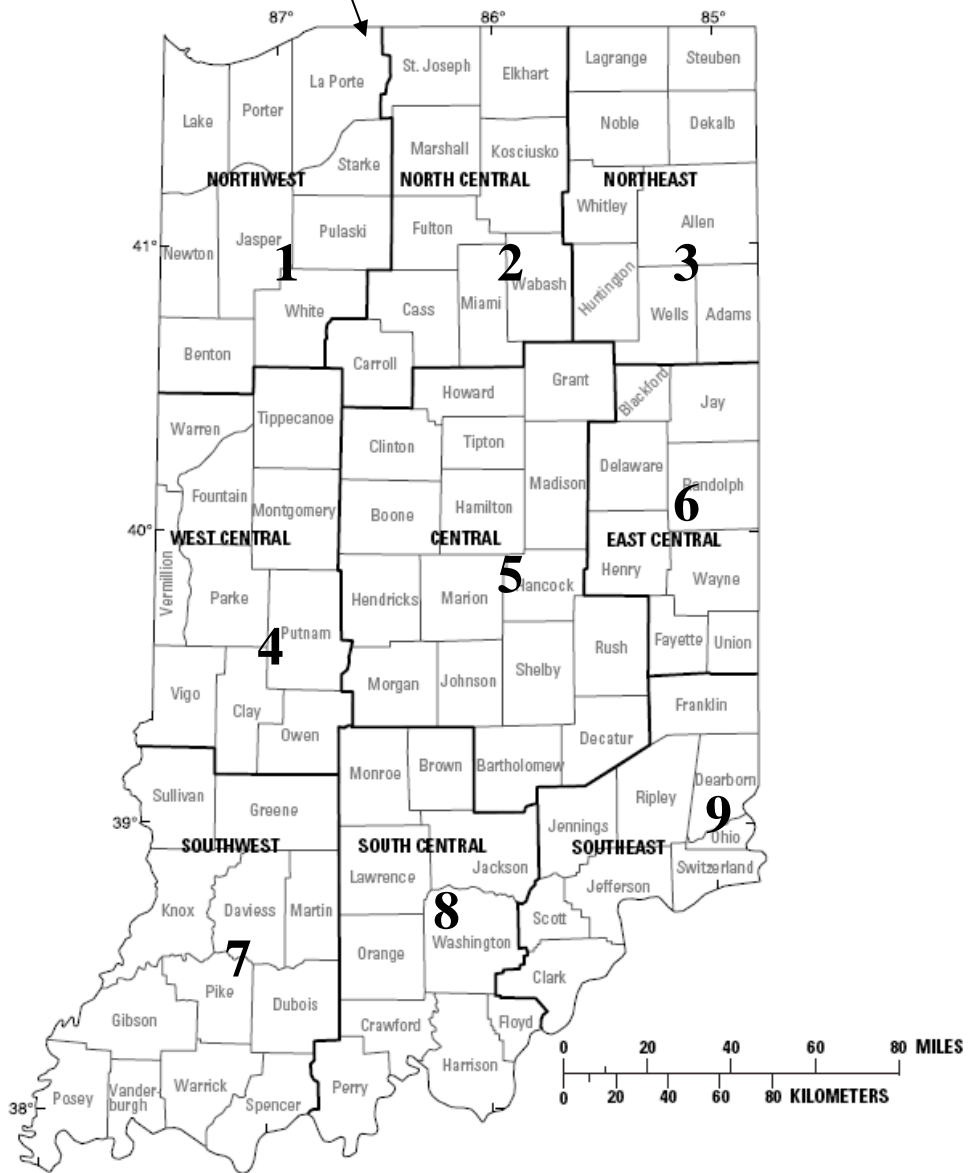 87° 86° 85°
St. Joseph Elkhart Lagrange Steuben
La Porte
Lake Porter
Noble Dekalb
Marshall Kosciusko
Starke
NORTHWEST NORTH CENTRAL NORTHEAST
Whitley
Allen
Jasper Pulaski Fulton
41°
Newton
1 2 3
Wabash
Huntington
White Cass Miami Wells Adams
Benton
Carroll
Grant
Howard
Blackford
Jay
Tippecanoe
Warren
Clinton Tipton
Delaware
Madison Randolph
Fountain
6
Montgomery Boone Hamilton
40°
WEST CENTRAL CENTRAL EAST CENTRAL
Vermillion
5
Hancock
Henry
Wayne
Parke Hendricks Marion
4
Putnam
Rush Fayette Union
Shelby
Morgan Johnson
Vigo
Clay
Franklin
Owen
Decatur
Monroe Brown Bartholomew
Dearborn
Sullivan
Ripley
Greene
9
39°
Jennings
Ohio
SOUTHWEST SOUTH CENTRAL SOUTHEAST
Jackson
Switzerland
Lawrence
Jefferson
Knox Daviess Martin
8
Scott
Washington
Orange
7
Clark
Pike
Dubois
Gibson
Crawford Floyd
0 20 40 60 80 MILES
Harrison
Posey Vander-
burgh
Warrick
Perry
0 20 40 60 80 KILOMETERS
Spencer
38°